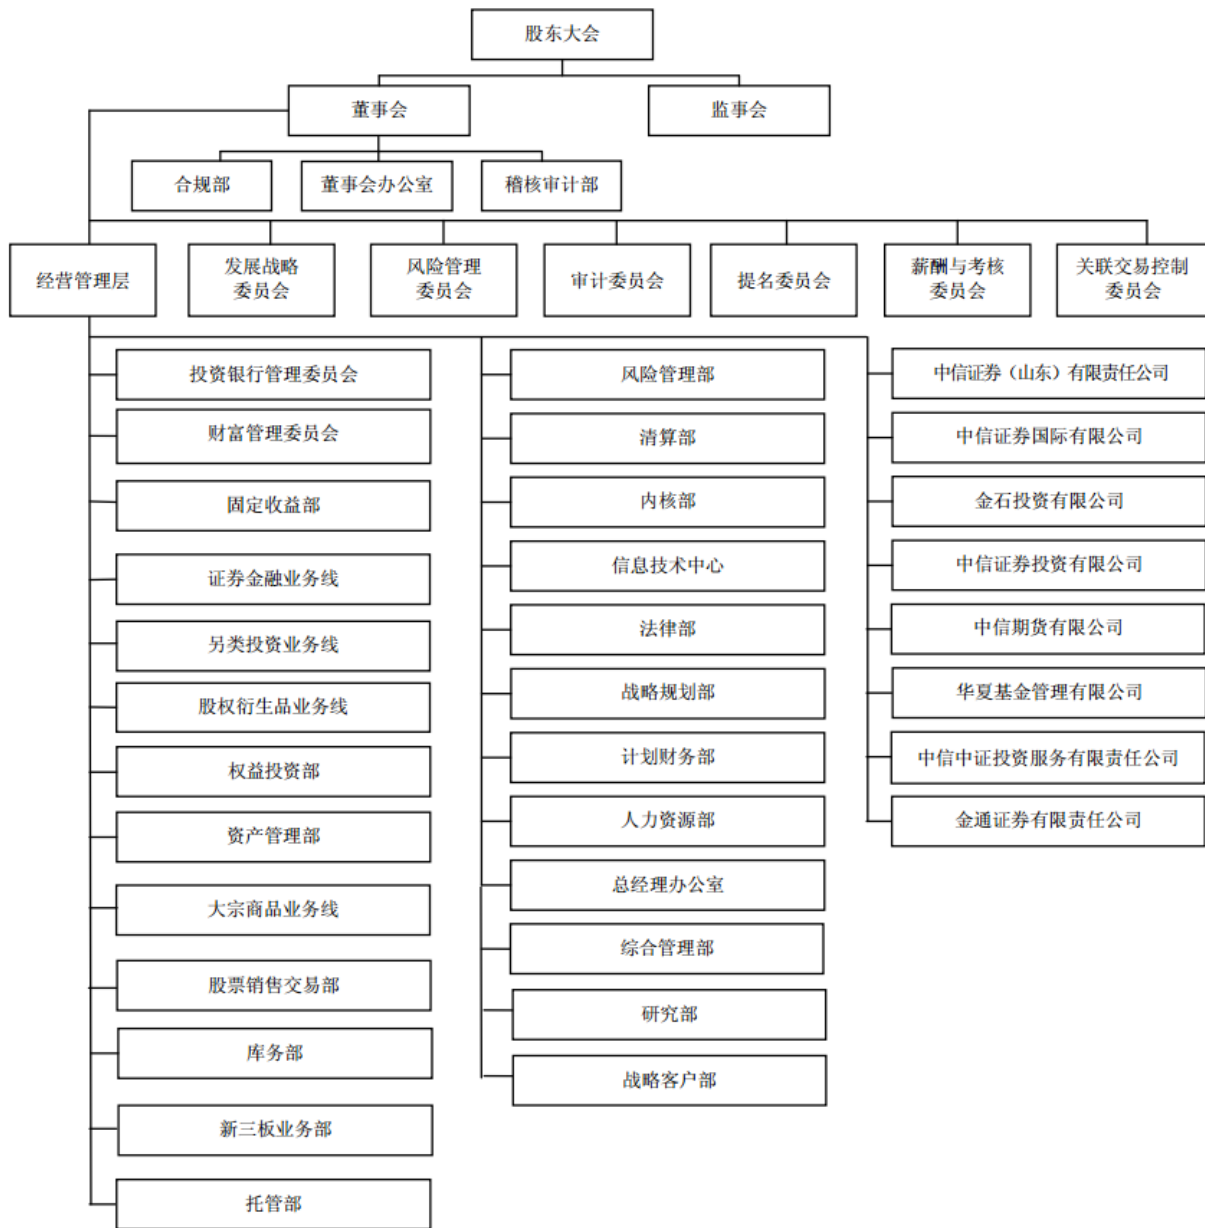 股东大会
董事会
监事会
合规部
董事会办公室
稽核审计部
经营管理层
发展战略
委员会
风险管理
委员会
审计委员会
提名委员会
薪酬与考核
委员会
关联交易控制
委员会
投资银行管理委员会
财富管理委员会
固定收益部
证券金融业务线
另类投资业务线
股权衍生品业务线
权益投资部
资产管理部
大宗商品业务线
股票销售交易部
库务部
新三板业务部
托管部
风险管理部
清算部
内核部
信息技术中心
法律部
战略规划部
计划财务部
人力资源部
总经理办公室
综合管理部
研究部
战略客户部
中信证券（山东）有限责任公司
中信证券国际有限公司
金石投资有限公司
中信证券投资有限公司
中信期货有限公司
华夏基金管理有限公司
中信中证投资服务有限责任公司
金通证券有限责任公司